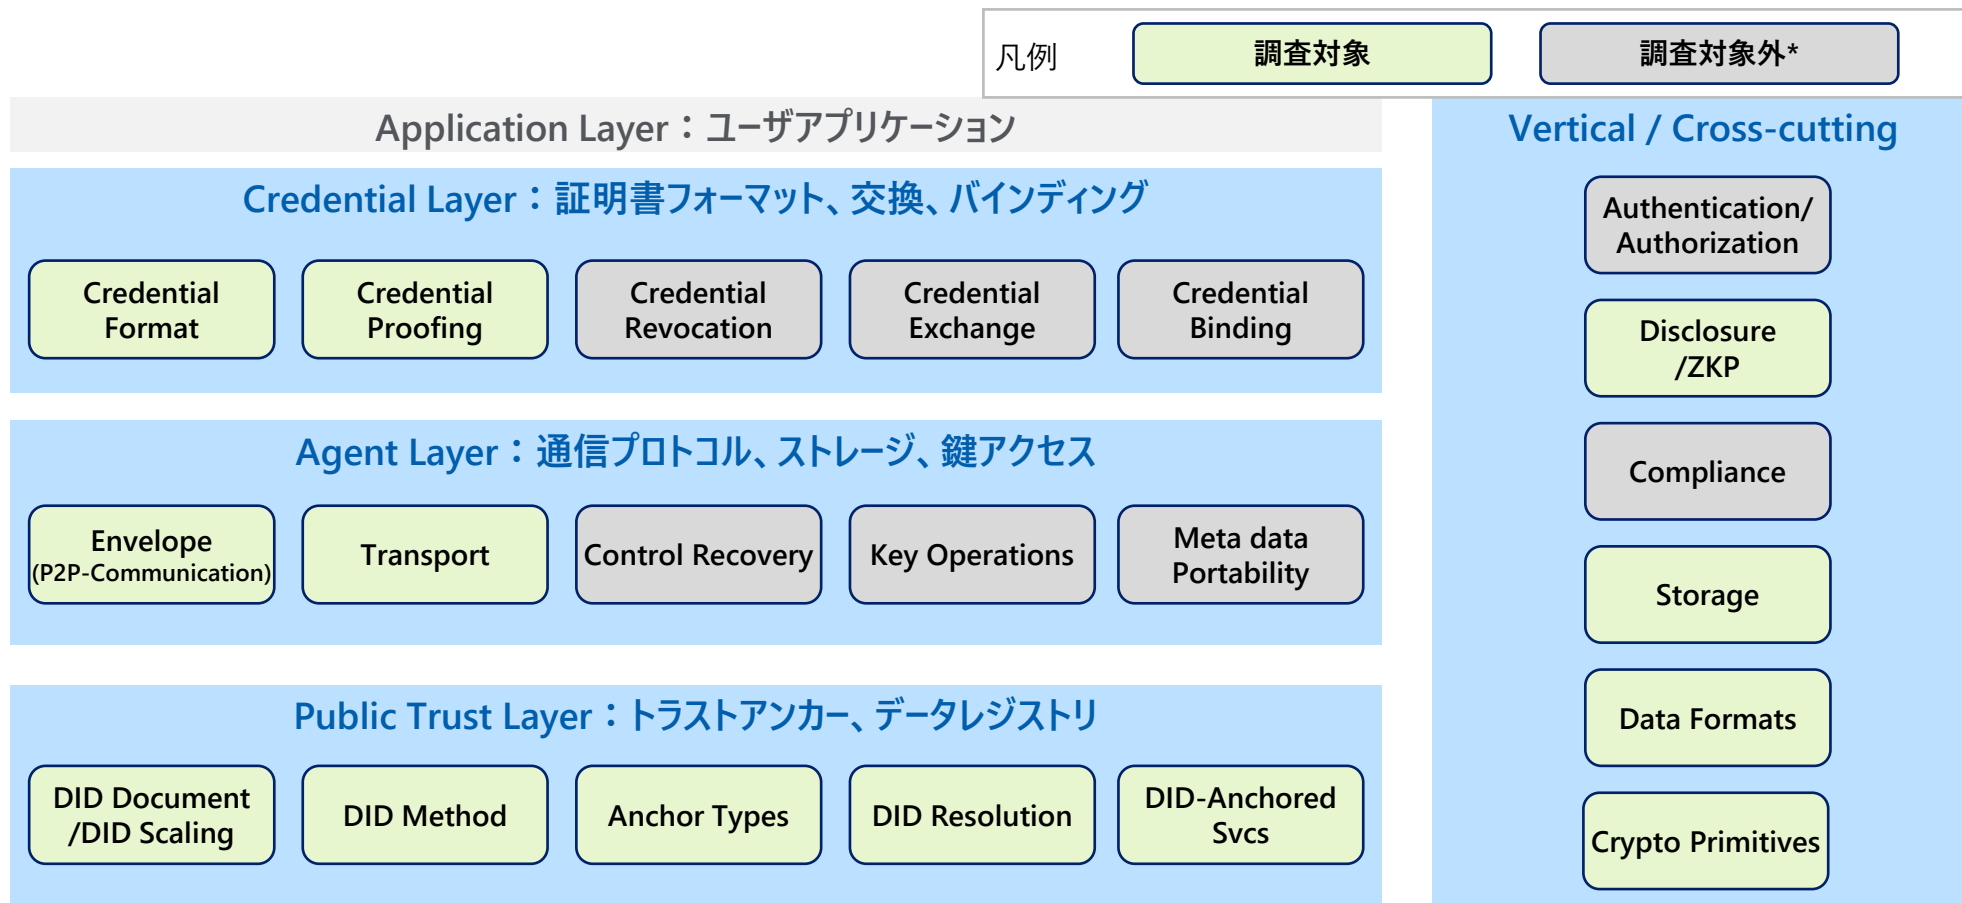 凡例
調査対象
調査対象外*
Application Layer：ユーザアプリケーション
Credential Layer：証明書フォーマット、交換、バインディング
Credential
Format
Credential
Proofing
Credential
Revocation
Credential
Exchange
Credential
Binding
Agent Layer：通信プロトコル、ストレージ、鍵アクセス
Envelope
(P2P-Communication)
Transport
Control Recovery
Key Operations
Meta data
Portability
Public Trust Layer：トラストアンカー、データレジストリ
DID Document
/DID Scaling
DID Method
Anchor Types
DID Resolution
DID-Anchored
Svcs
Vertical / Cross-cutting
Authentication/
Authorization
Disclosure
/ZKP
Compliance
Storage
Data Formats
Crypto Primitives